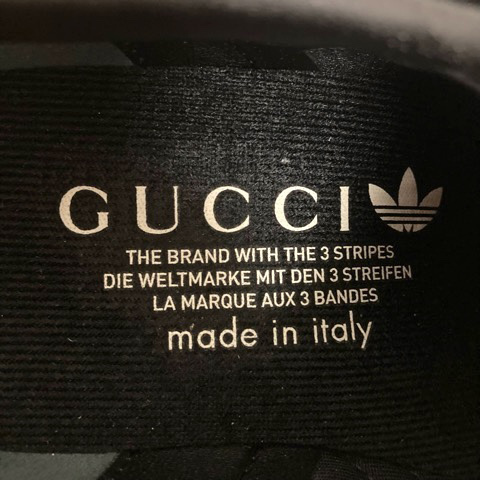 GUCCI
THE BRAND WITH THE 3 STRIPES
DIE WELTMARKE MIT DEN 3 STREIFEN
LA MARQUE AUX 3 BANDES
made in italy